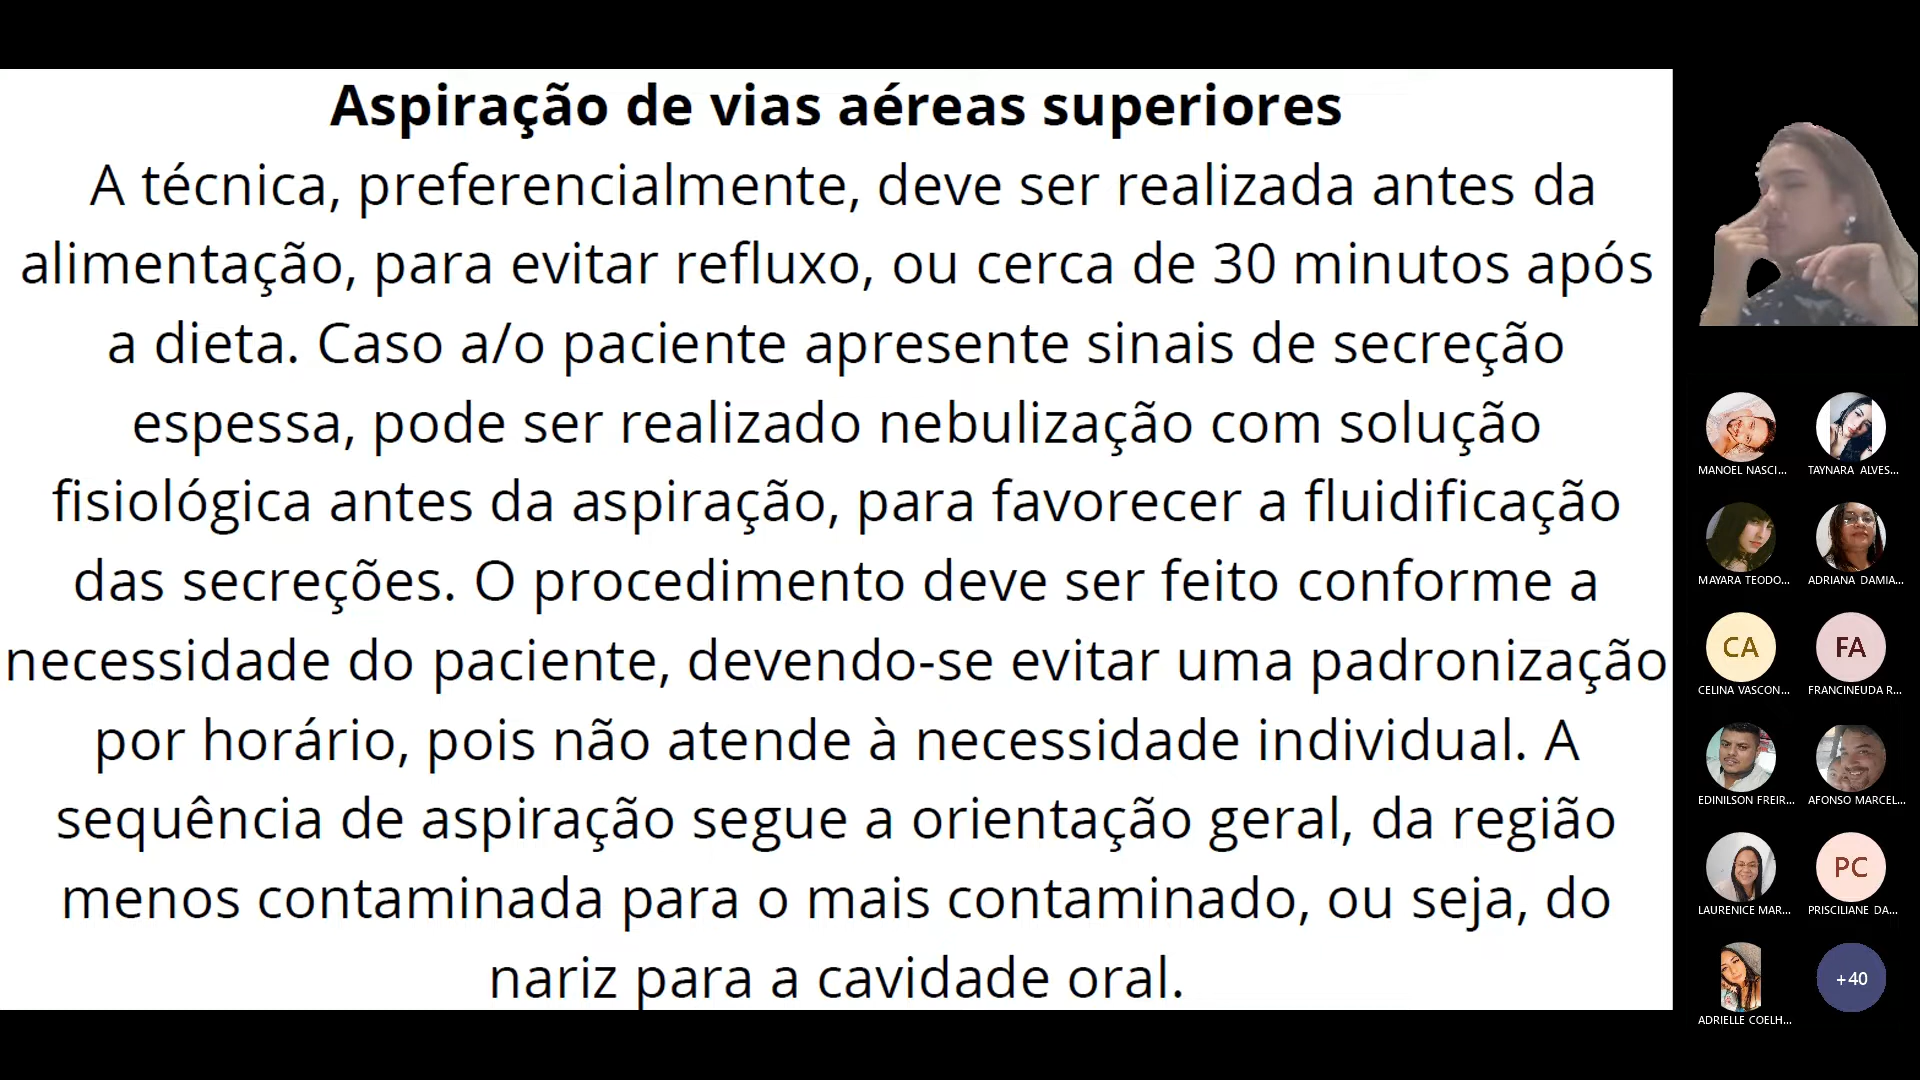 Aspiração de vias aéreas superiores
A técnica, preferencialmente, deve ser realizada antes da
alimentação, para evitar refluxo, ou cerca de 30 minutos após
a dieta. Caso a/o paciente apresente sinais de secreção
espessa, pode ser realizado nebulização com solução
fisiológica antes da aspiração, para favorecer a fluidificação
das secreções. O procedimento deve ser feito conforme a
necessidade do paciente, devendo-se evitar uma padronização
por horário, pois não atende à necessidade individual. A
sequência de aspiração segue a orientação geral, da região
menos contaminada para o mais contaminado, ou seja, do
nariz para a cavidade oral.
MANOEL NASCI...
TAYNARA ALVES...
MAYARA TEODO...
ADRIANA DAMIA...
CA
FA
CELINA VASCON...
FRANCINEUDA R...
EDINILSON FREIR...
AFONSO MARCEL...
PC
LAURENICE MAR...
PRISCILIANE DA...
+40
ADRIELLE COELH...